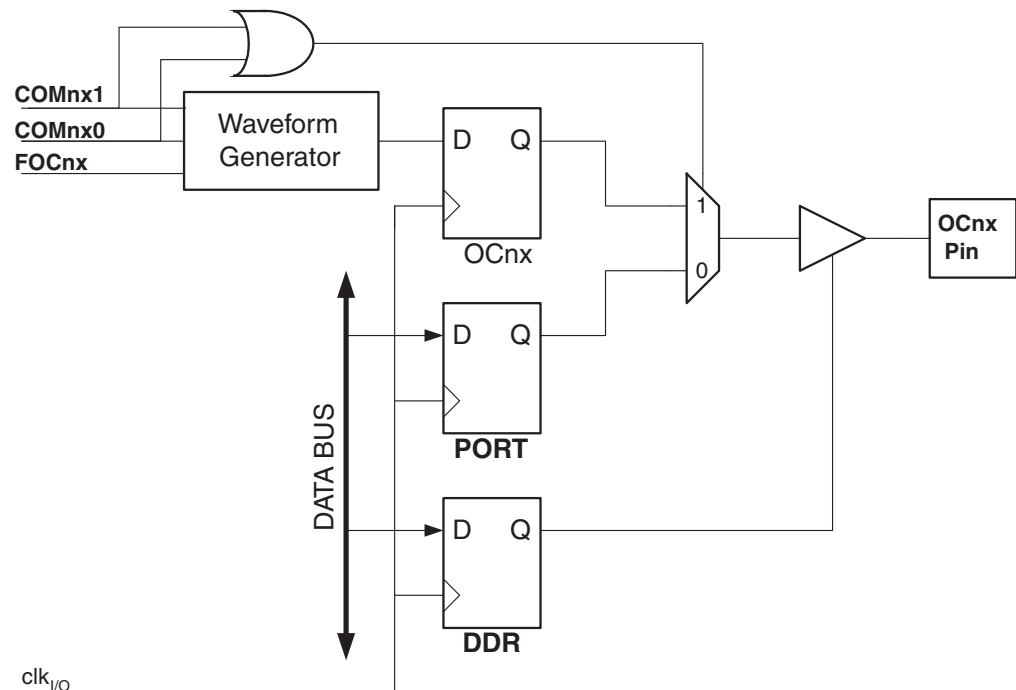 COMnx1
COMnx0
FOCnx
Waveform
Generator
D Q
OCnx
1
0
OCnx
Pin
D Q
PORT
D Q
DDR
DATA BUS
clkI/O